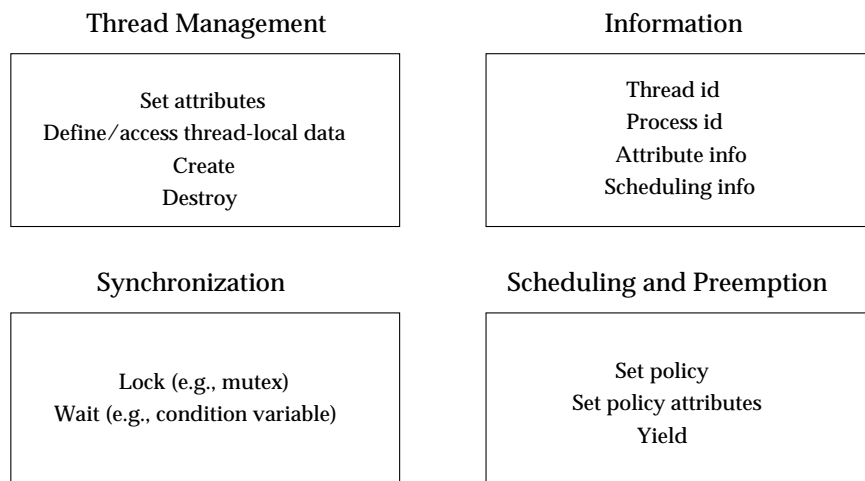 Thread Management
Set attributes
Define/access thread-local data
Create
Destroy
Information
Thread id
Process id
Attribute info
Scheduling info
Synchronization
Lock (e.g., mutex)
Wait (e.g., condition variable)
Scheduling and Preemption
Set policy
Set policy attributes
Yield